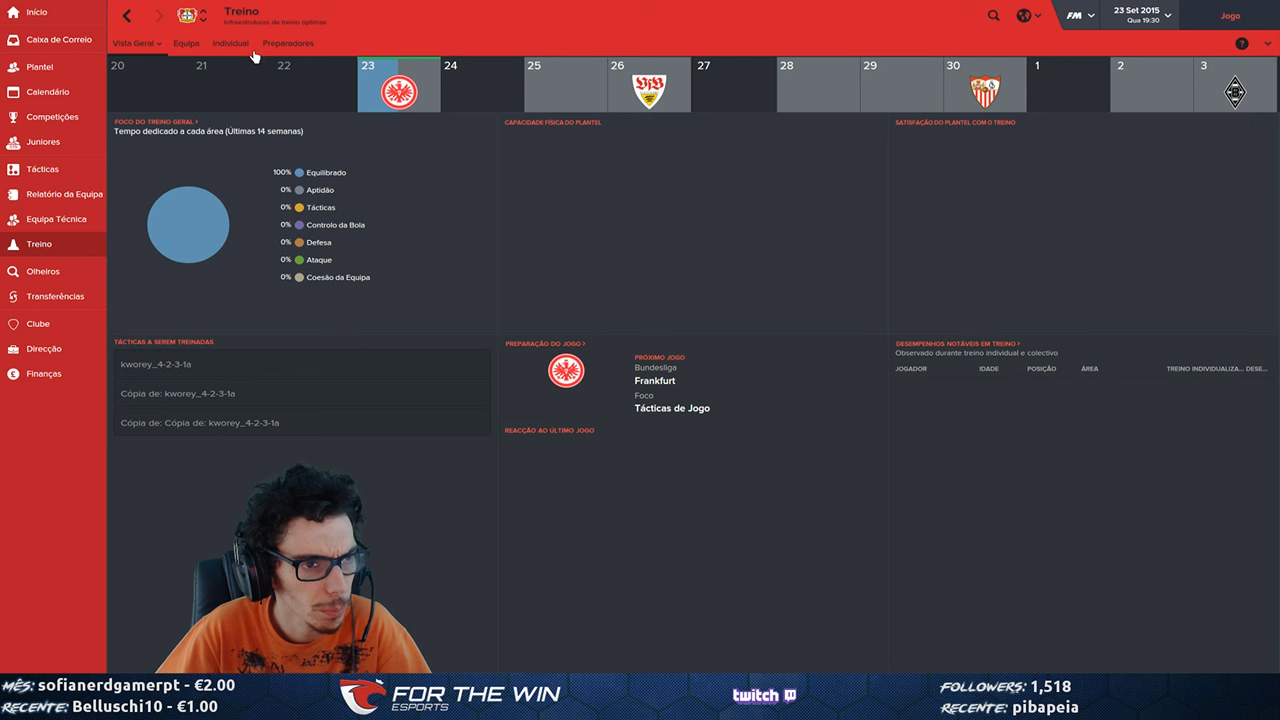 Início
Caixa de Correio
Plantel
Calendário
Competições
Juniores
Tácticas
Relatório da Equipa
Equipa Técnica
Treino
Olheiros
Transferências
Clube
Direcção
Finanças
Treino
Infraestruturas de treino óptimas
FM
23 Set 2015
Qua 19:30
Jogo
Vista Geral
Equipa
Individual
Preparadores
?
20 21 22 23 24 25 26 27 28 29 30 1 2 3
FOCO DO TREINO GERAL >
Tempo dedicado a cada área (Últimas 14 semanas)
100% Equilibrado
0% Aptidão
0% Tácticas
0% Controlo da Bola
0% Defesa
0% Ataque
0% Coesão da Equipa
CAPACIDADE FÍSICA DO PLANTEL
SATISFAÇÃO DO PLANTEL COM O TREINO
TÁCTICAS A SEREM TREINADAS
kworey_4-2-3-1a
Cópia de: kworey_4-2-3-1a
Cópia de: Cópia de: kworey_4-2-3-1a
PREPARAÇÃO DO JOGO >
PRÓXIMO JOGO
Bundesliga
Frankfurt
Foco
Tácticas de Jogo
REACÇÃO AO ÚLTIMO JOGO
DESEMPENHOS NOTÁVEIS EM TREINO >
Observado durante treino individual e colectivo
JOGADOR IDADE POSIÇÃO ÁREA TREINO INDIVIDUALIZA... DESE...
MÊS: sofianerdgamerpt - €2.00
RECENTE: Belluschi10 - €1.00
FOR THE WIN
ESPORTS
twitch
FOLLOWERS: 1,518
RECENTE: pibapeia